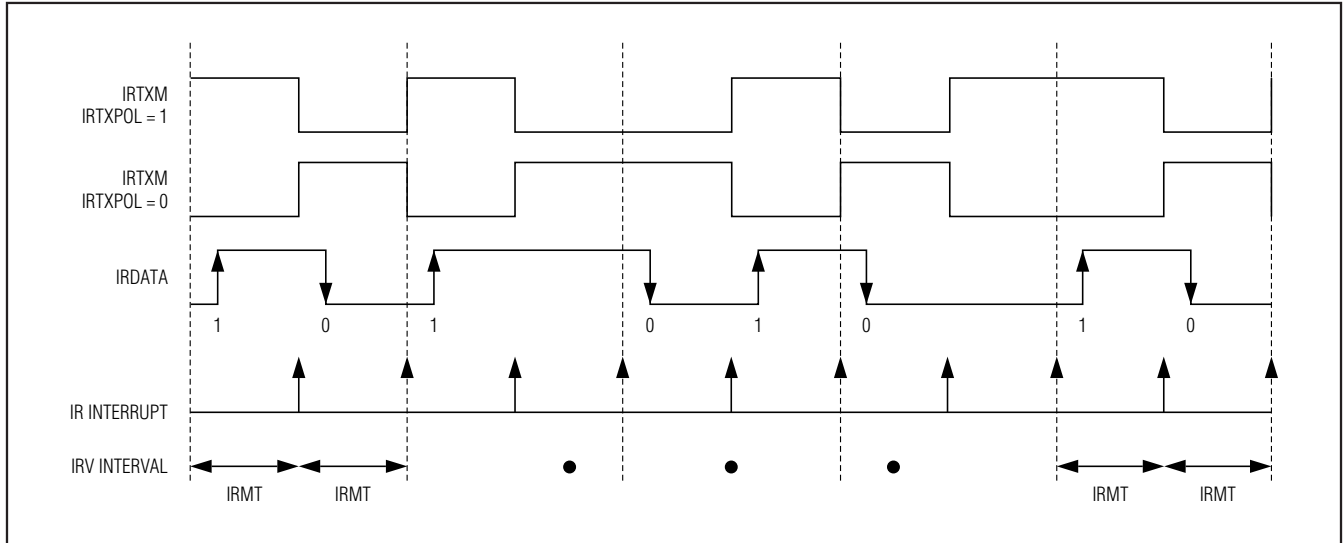 IRTXM
IRTXPOL = 1
IRTXM
IRTXPOL = 0
IRDATA
1 0 1 0 1 0 1 0
IR INTERRUPT
IRV INTERVAL
IRMT IRMT IRMT IRMT